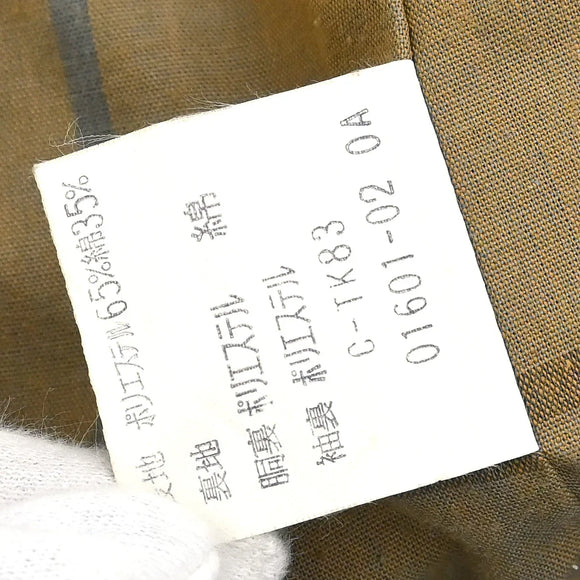 地 ポリエステル65%綿35%
裏地 綿
胴裏 ポリエステル
袖裏 ポリエステル
C-TK83
01601-02 0A